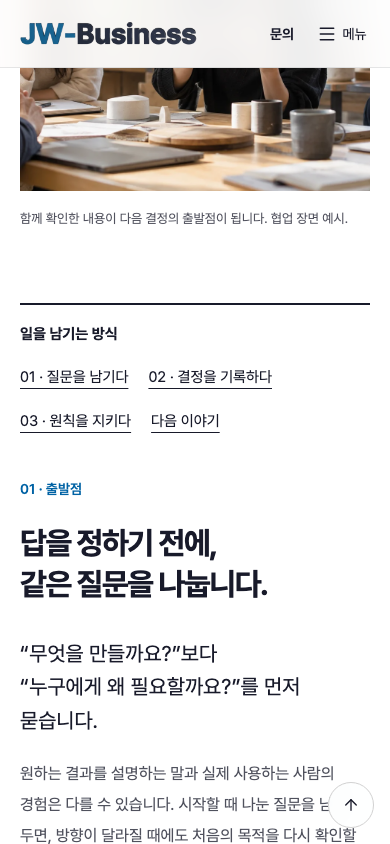 JW-Business
문의
메뉴
함께 확인한 내용이 다음 결정의 출발점이 됩니다. 협업 장면 예시.
일을 남기는 방식
01 · 질문을 남기다
02 · 결정을 기록하다
03 · 원칙을 지키다
다음 이야기
01 · 출발점
답을 정하기 전에,
같은 질문을 나눕니다.
“무엇을 만들까요?”보다
“누구에게 왜 필요할까요?”를 먼저
묻습니다.
원하는 결과를 설명하는 말과 실제 사용하는 사람의
경험은 다를 수 있습니다. 시작할 때 나눈 질문을
두면, 방향이 달라질 때에도 처음의 목적을 다시 확인할